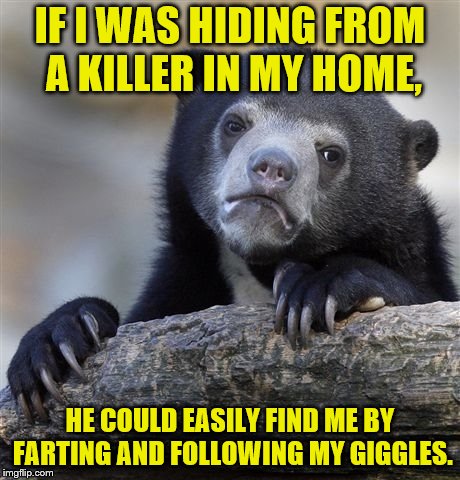 IF I WAS HIDING FROM
A KILLER IN MY HOME,
HE COULD EASILY FIND ME BY
FARTING AND FOLLOWING MY GIGGLES.
imgflip.com